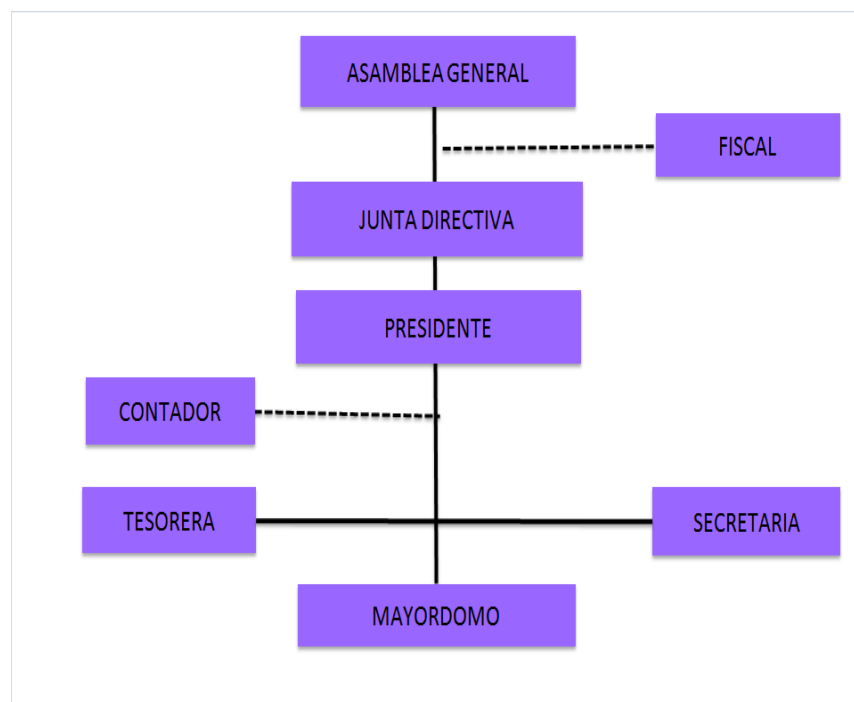 ASAMBLEA GENERAL
FISCAL
JUNTA DIRECTIVA
PRESIDENTE
CONTADOR
TESORERA
SECRETARIA
MAYORDOMO